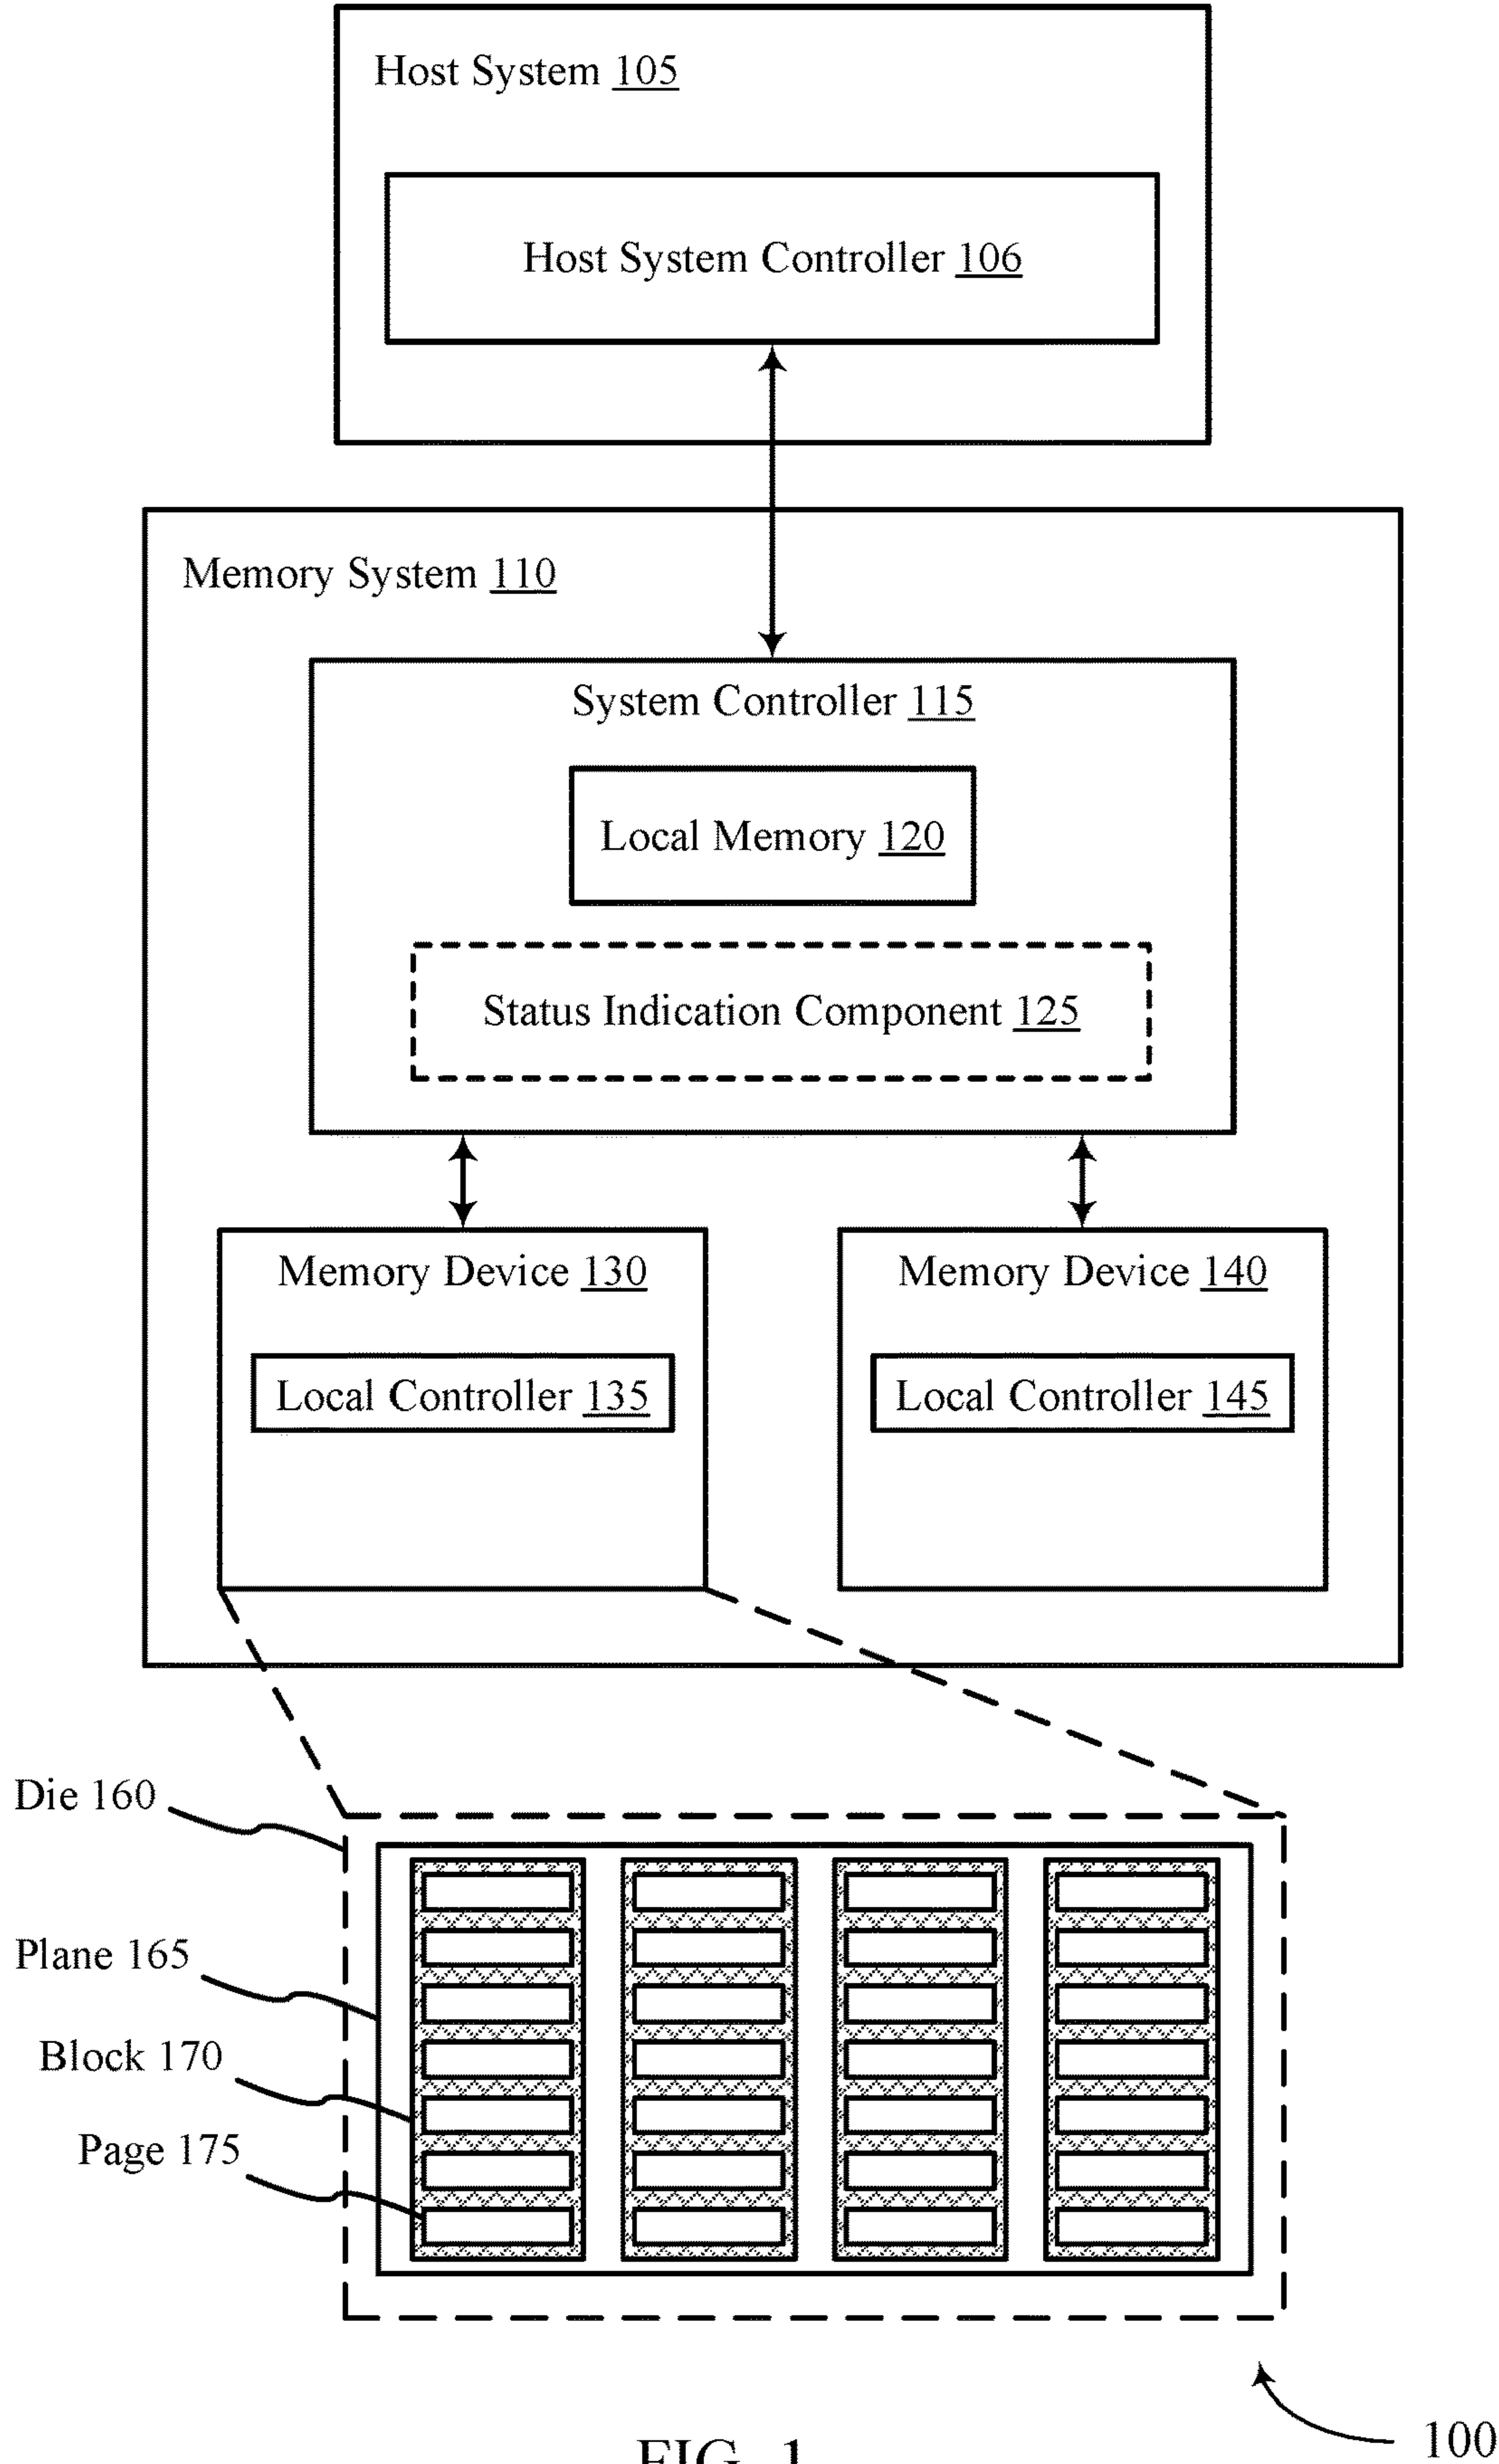 Host System 105
Host System Controller 106
Memory System 110
System Controller 115
Local Memory 120
Status Indication Component 125
Memory Device 130
Memory Device 140
Local Controller 135
Local Controller 145
Die 160
Plane 165
Block 170
Page 175
100
FIG. 1